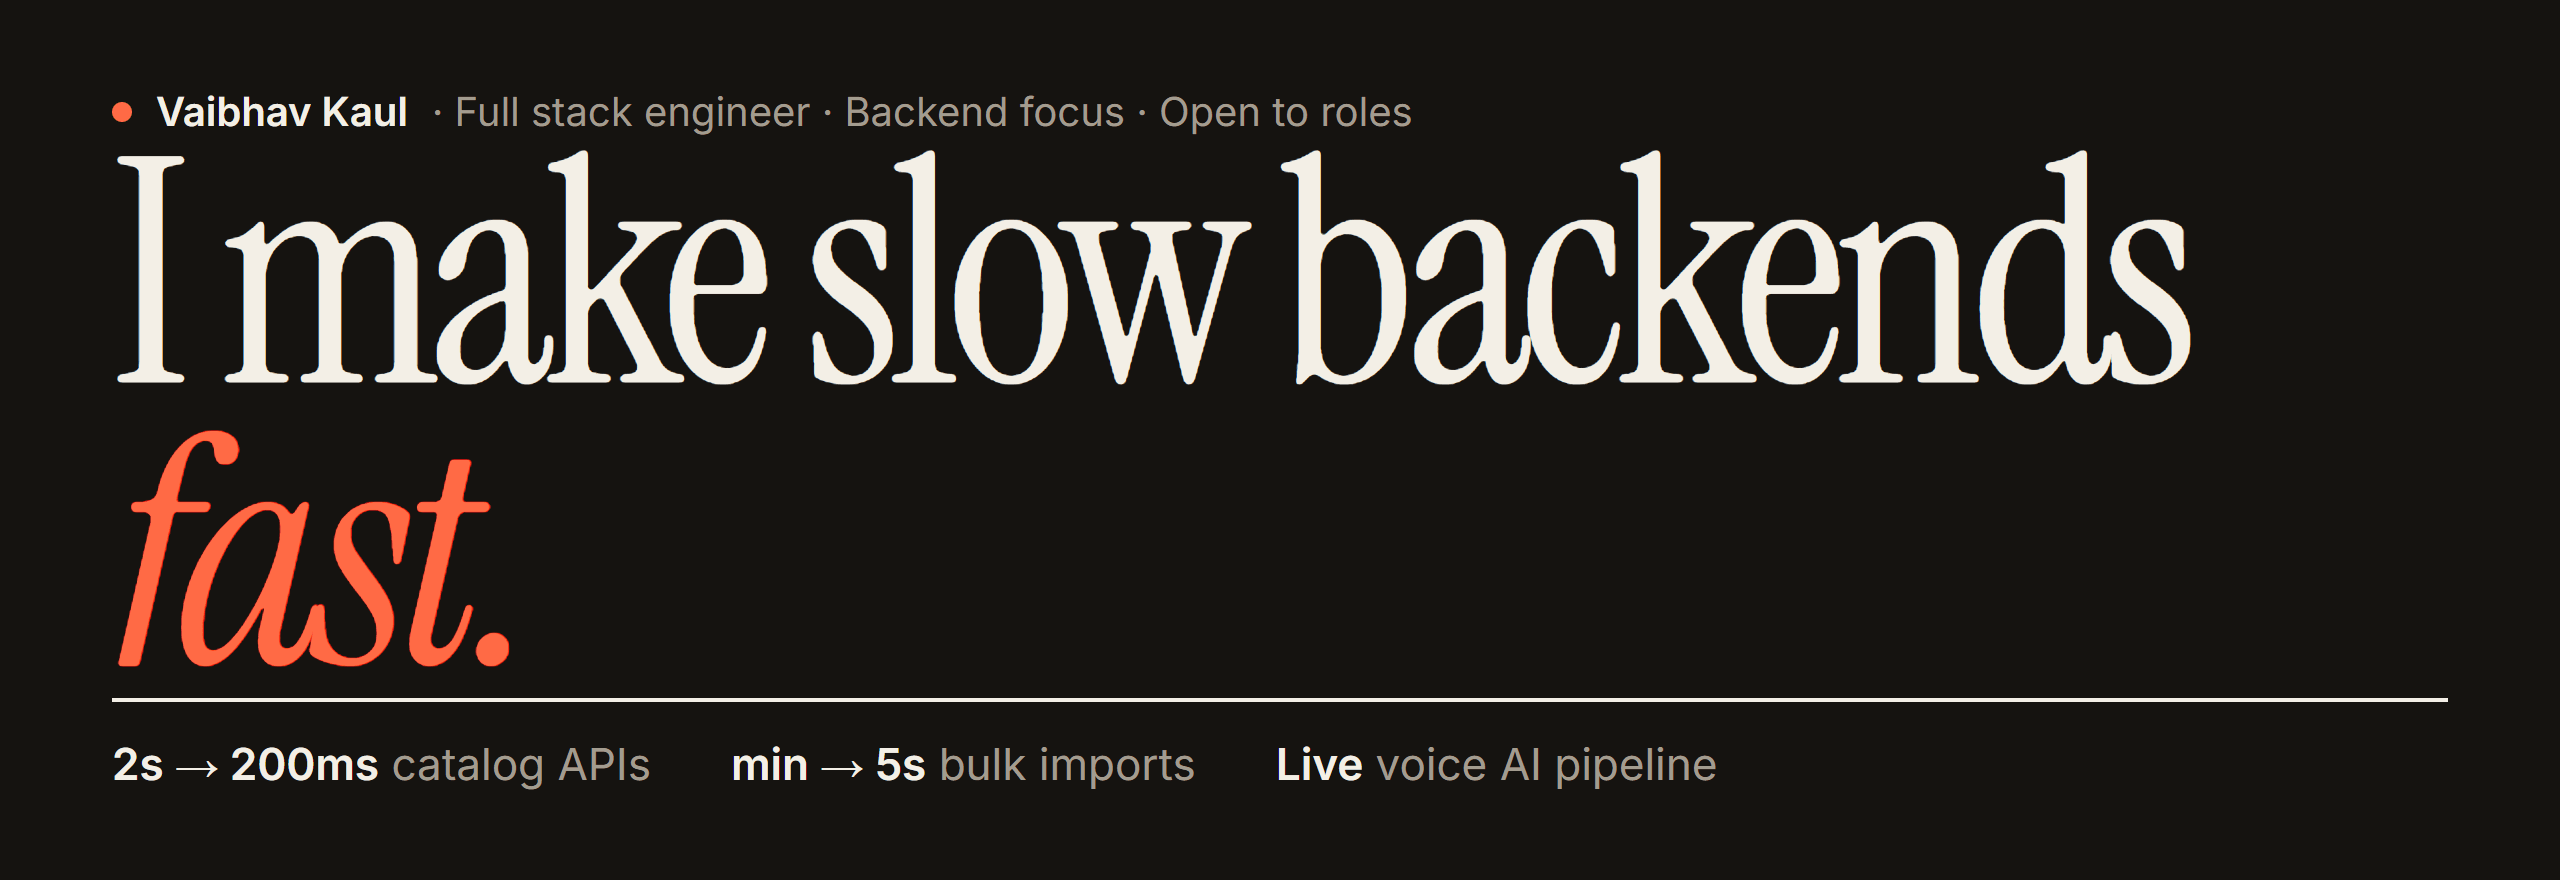 Vaibhav Kaul · Full stack engineer · Backend focus · Open to roles
I make slow backends
fast.
2s → 200ms catalog APIs min → 5s bulk imports Live voice AI pipeline